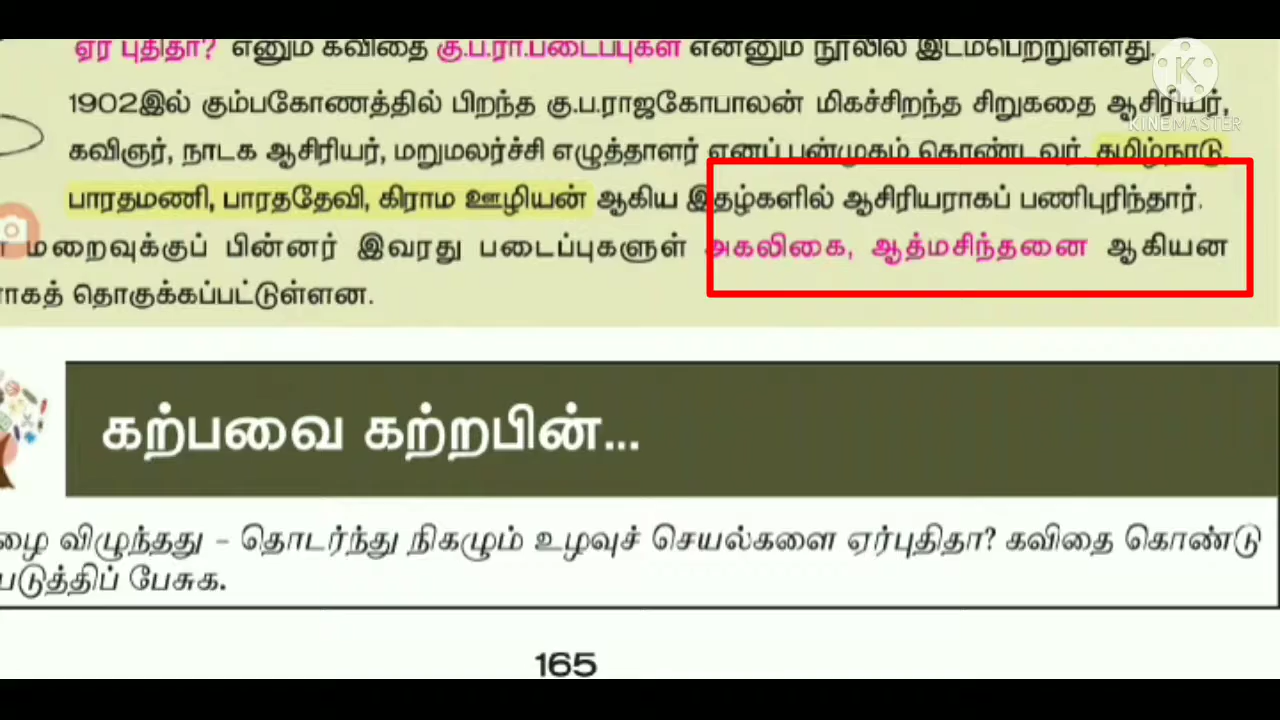 ஏர் புதிதா? எனும் கவிதை கு.ப.ரா.படைப்புகள் என்னும் நூலில் இடம்பெற்றுள்ளது.
KINEMASTER
1902இல் கும்பகோணத்தில் பிறந்த கு.ப.ராஜகோபாலன் மிகச்சிறந்த சிறுகதை ஆசிரியர்,
கவிஞர், நாடக ஆசிரியர், மறுமலர்ச்சி எழுத்தாளர் எனப் பன்முகம் கொண்டவர். தமிழ்நாடு,
பாரதமணி, பாரததேவி, கிராம ஊழியன் ஆகிய இதழ்களில் ஆசிரியராகப் பணிபுரிந்தார்.
மறைவுக்குப் பின்னர் இவரது படைப்புகளுள் அகலிகை, ஆத்மசிந்தனை ஆகியன
ாகத் தொகுக்கப்பட்டுள்ளன.
கற்பவை கற்றபின்...
ழை விழுந்தது – தொடர்ந்து நிகழும் உழவுச் செயல்களை ஏர்புதிதா? கவிதை கொண்டு
படுத்திப் பேசுக.
165